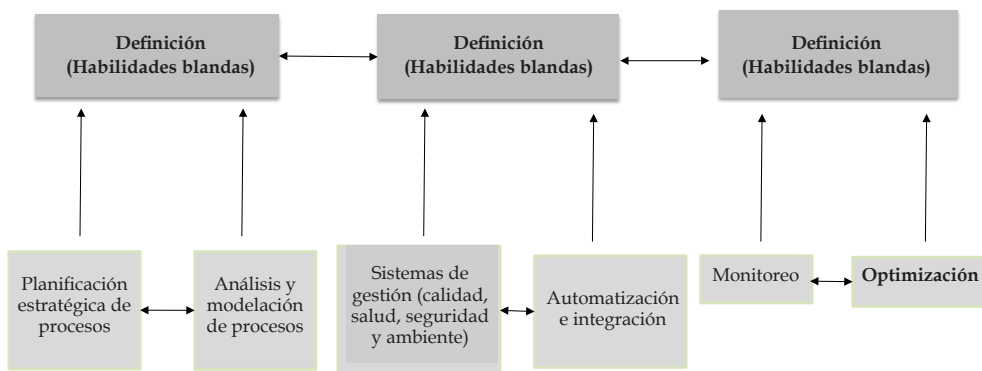 Definición
(Habilidades blandas)
Definición
(Habilidades blandas)
Definición
(Habilidades blandas)
Planificación
estratégica de
procesos
Análisis y
modelación
de procesos
Sistemas de
gestión (calidad,
salud, seguridad
y ambiente)
Automatización
e integración
Monitoreo
Optimización